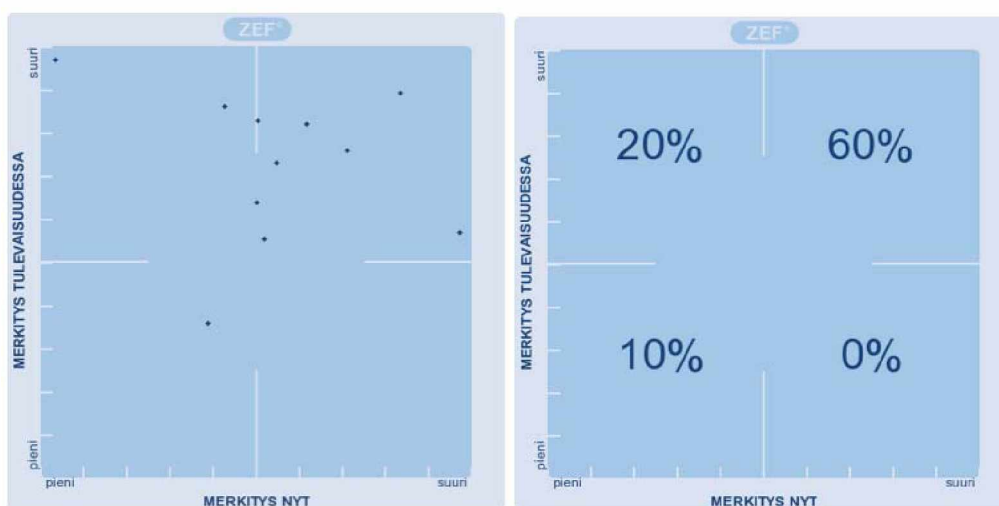 ZEF®
suuri
MERKITYS TULEVAISUUDESSA
pieni
pieni
suuri
MERKITYS NYT
ZEF®
suuri
20%
60%
MERKITYS TULEVAISUUDESSA
10%
0%
pieni
pieni
suuri
MERKITYS NYT